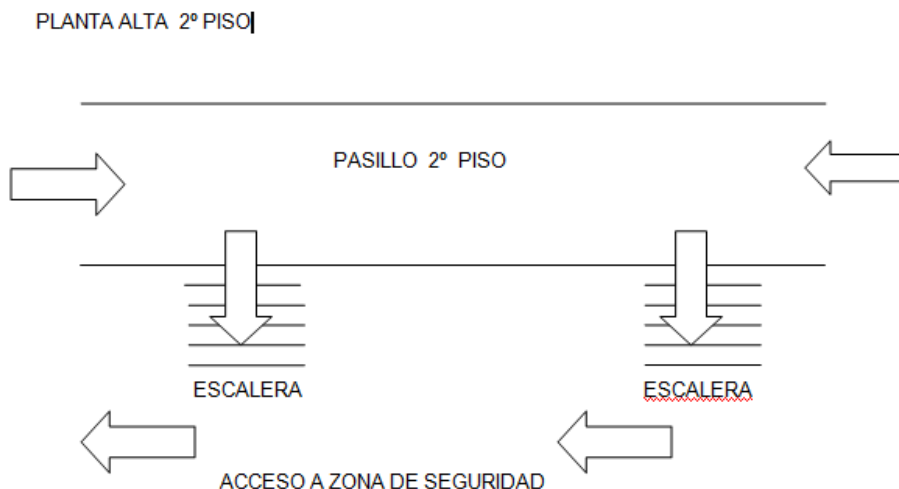 PLANTA ALTA 2º PISO
PASILLO 2º PISO
ESCALERA
ESCALERA
ACCESO A ZONA DE SEGURIDAD